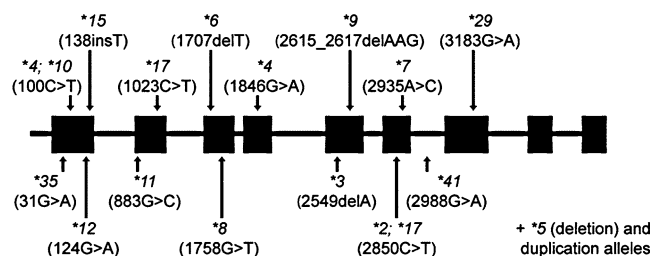 *15
(138insT)
*6
(1707delT)
*9
(2615_2617delAAG)
*29
(3183G>A)
*4; *10
(100C>T)
*17
(1023C>T)
*4
(1846G>A)
*7
(2935A>C)
*35
(31G>A)
*11
(883G>C)
*3
(2549delA)
*41
(2988G>A)
*12
(124G>A)
*8
(1758G>T)
*2; *17
(2850C>T)
+ *5 (deletion) and
duplication alleles